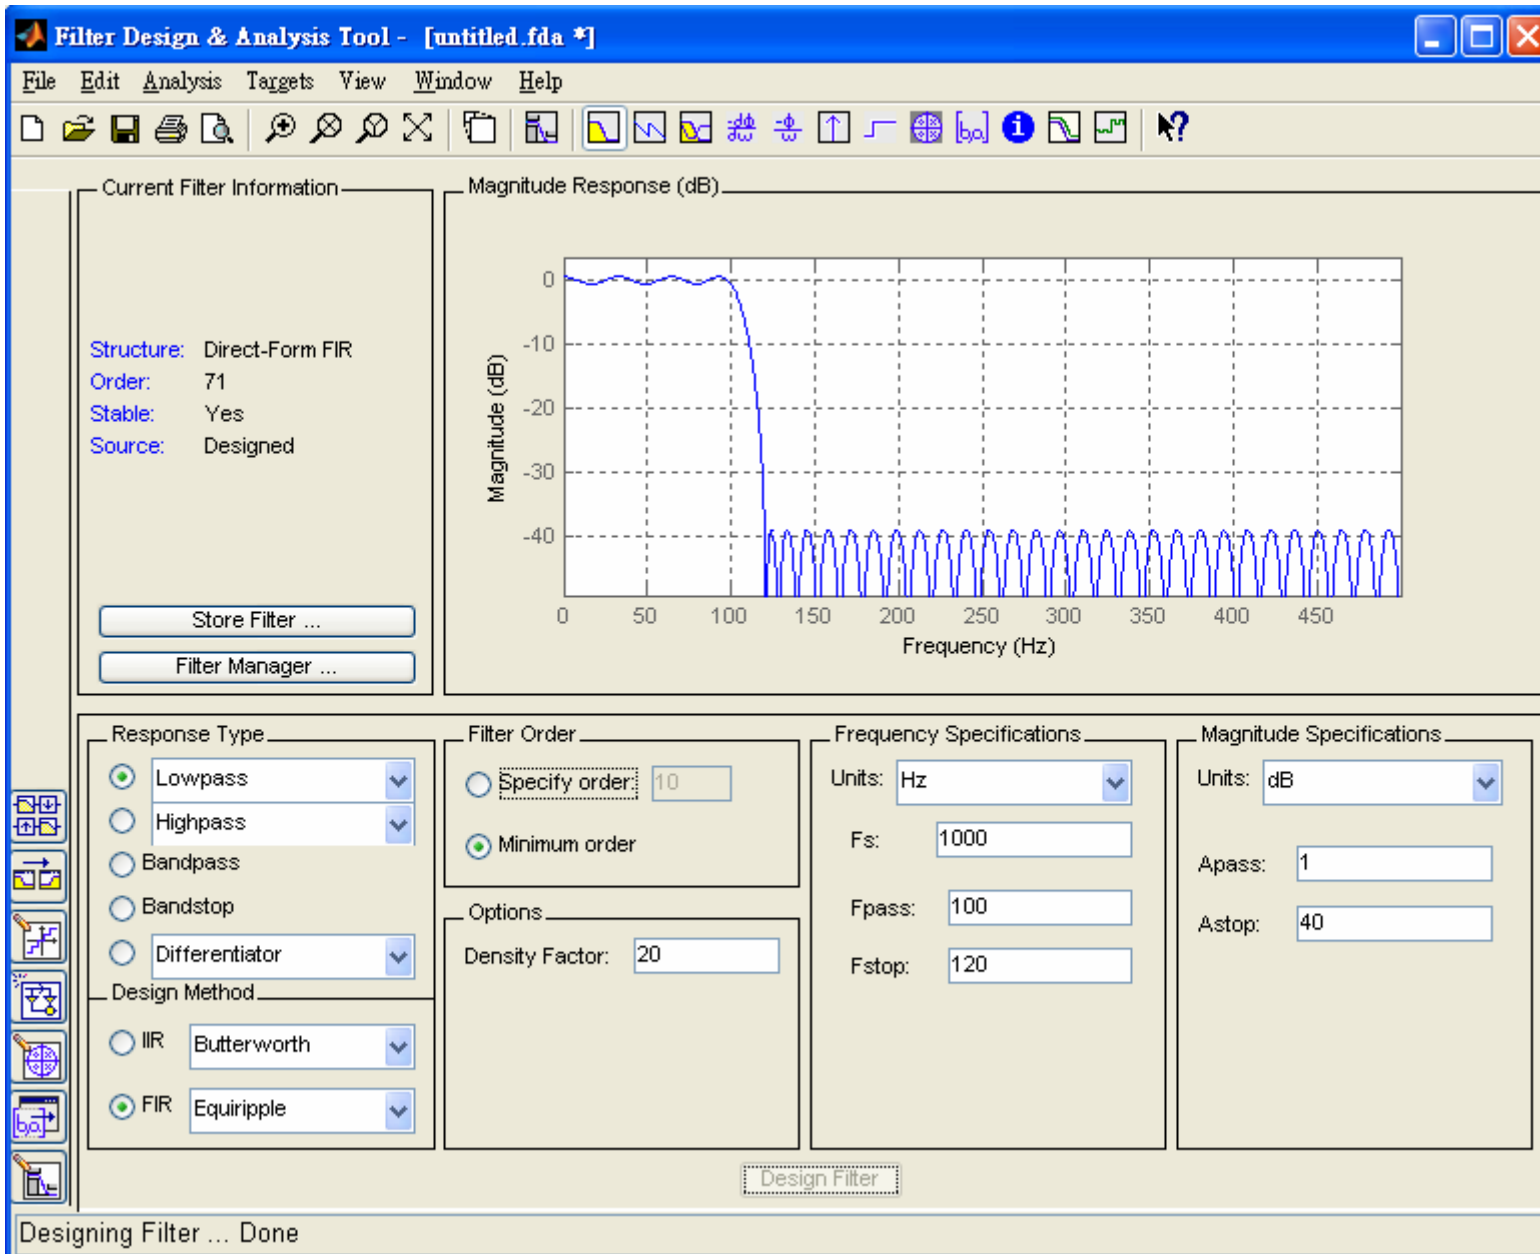 Filter Design & Analysis Tool - [untitled.fda *]
File Edit Analysis Targets View Window Help
Current Filter Information
Structure: Direct-Form FIR
Order: 71
Stable: Yes
Source: Designed
Store Filter ...
Filter Manager ...
Magnitude Response (dB)
0
-10
-20
-30
-40
Magnitude (dB)
0 50 100 150 200 250 300 350 400 450
Frequency (Hz)
Response Type
Lowpass
Highpass
Bandpass
Bandstop
Differentiator
Design Method
IIR Butterworth
FIR Equiripple
Filter Order
Specify order: 10
Minimum order
Options
Density Factor: 20
Frequency Specifications
Units: Hz
Fs: 1000
Fpass: 100
Fstop: 120
Magnitude Specifications
Units: dB
Apass: 1
Astop: 40
Design Filter
Designing Filter ... Done